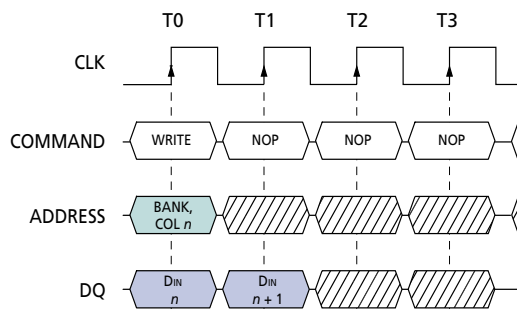 T0 T1 T2 T3
CLK
COMMAND WRITE NOP NOP NOP
ADDRESS BANK,
COL n
DQ DIN DIN
n n + 1